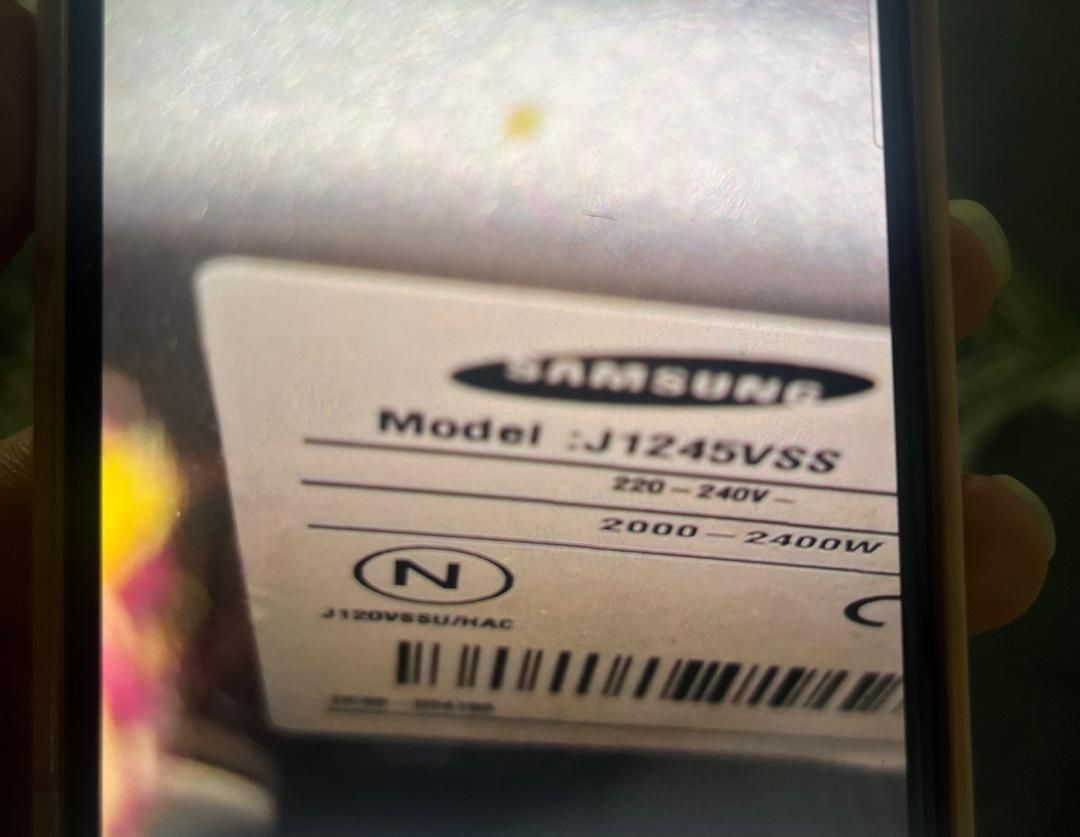 SAMSUNG
Model :J1245VSS
220-240V~
2000-2400W
N
J120VSSU/HAC